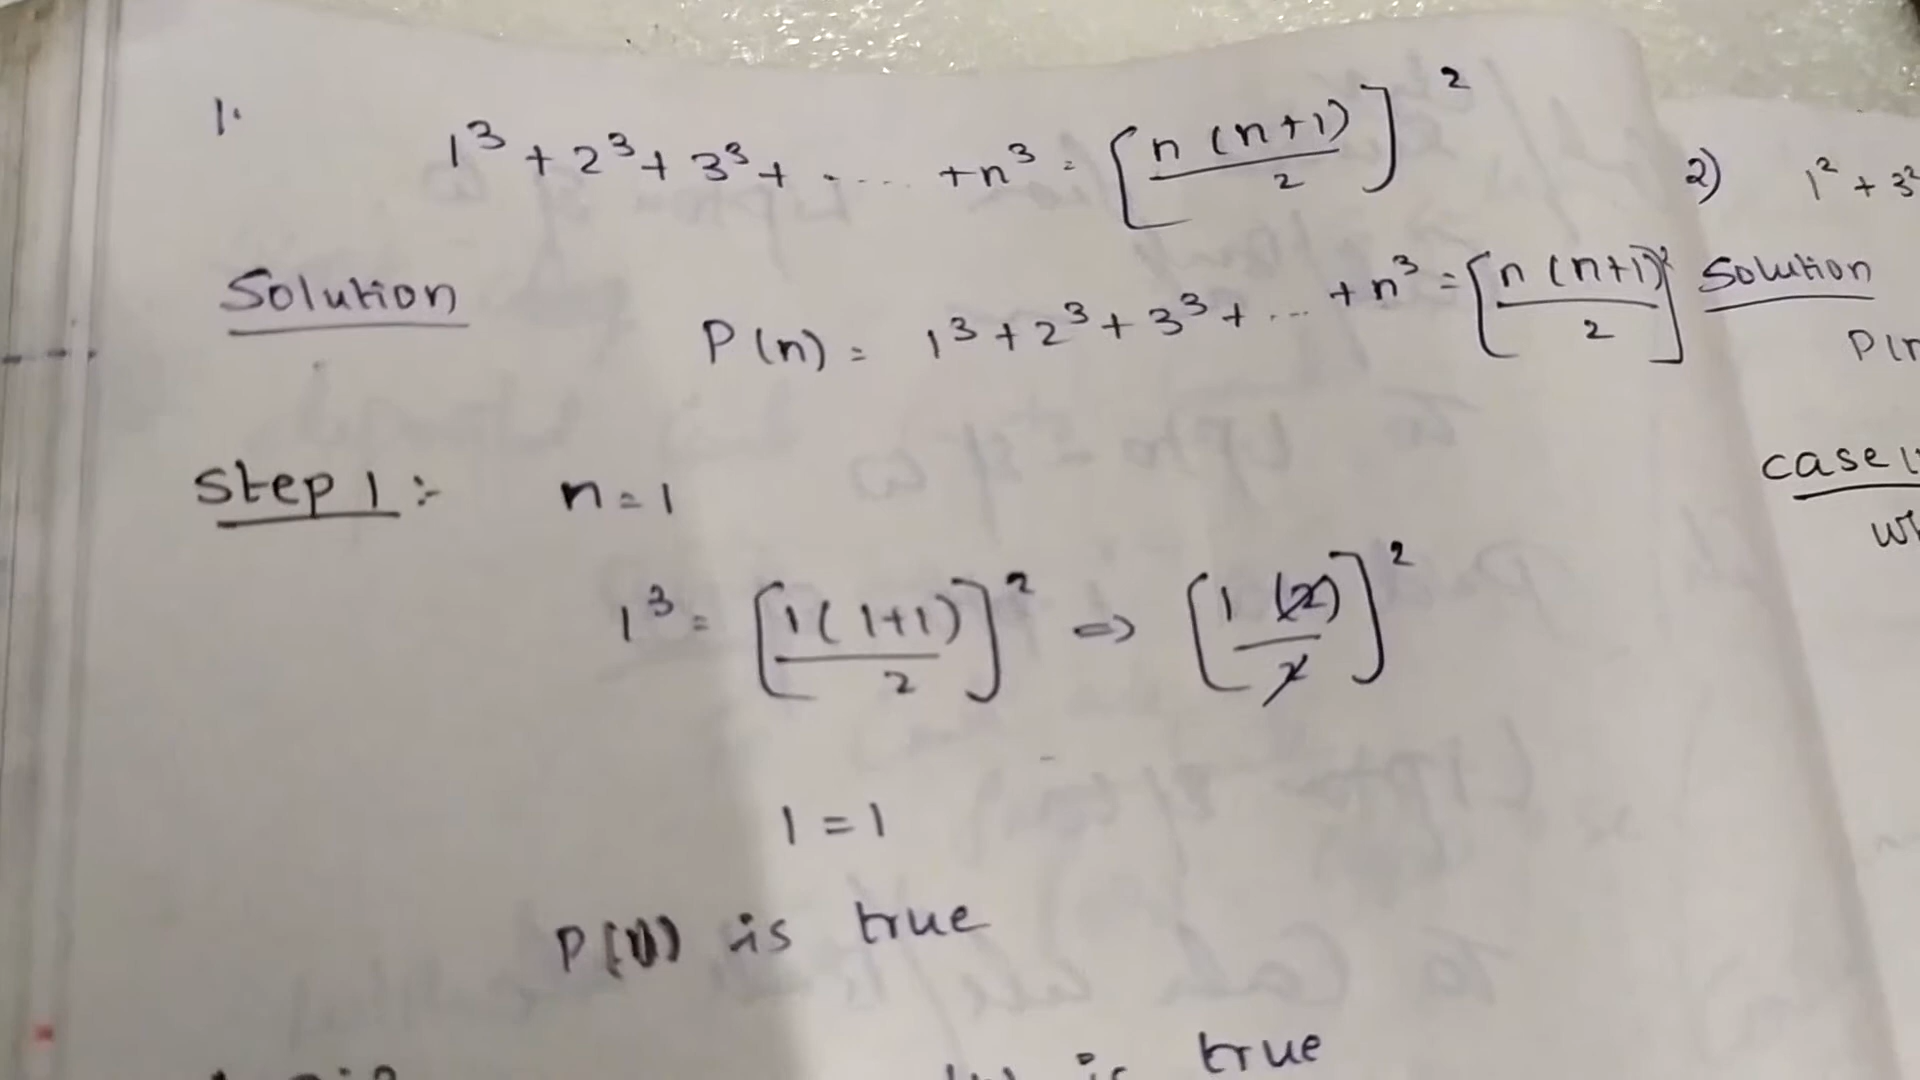 1.
1³ + 2³ + 3³ + ..... + n³ = [n (n+1) / 2]²
Solution
P(n) = 1³ + 2³ + 3³ + .... + n³ = [n (n+1) / 2]²
Step 1 :- n = 1
1³ = [1(1+1) / 2]² ⇒ [1 (2) / 2]²
1 = 1
P(1) is true
is true
2) 1² + 3²
Solution
P(n
case